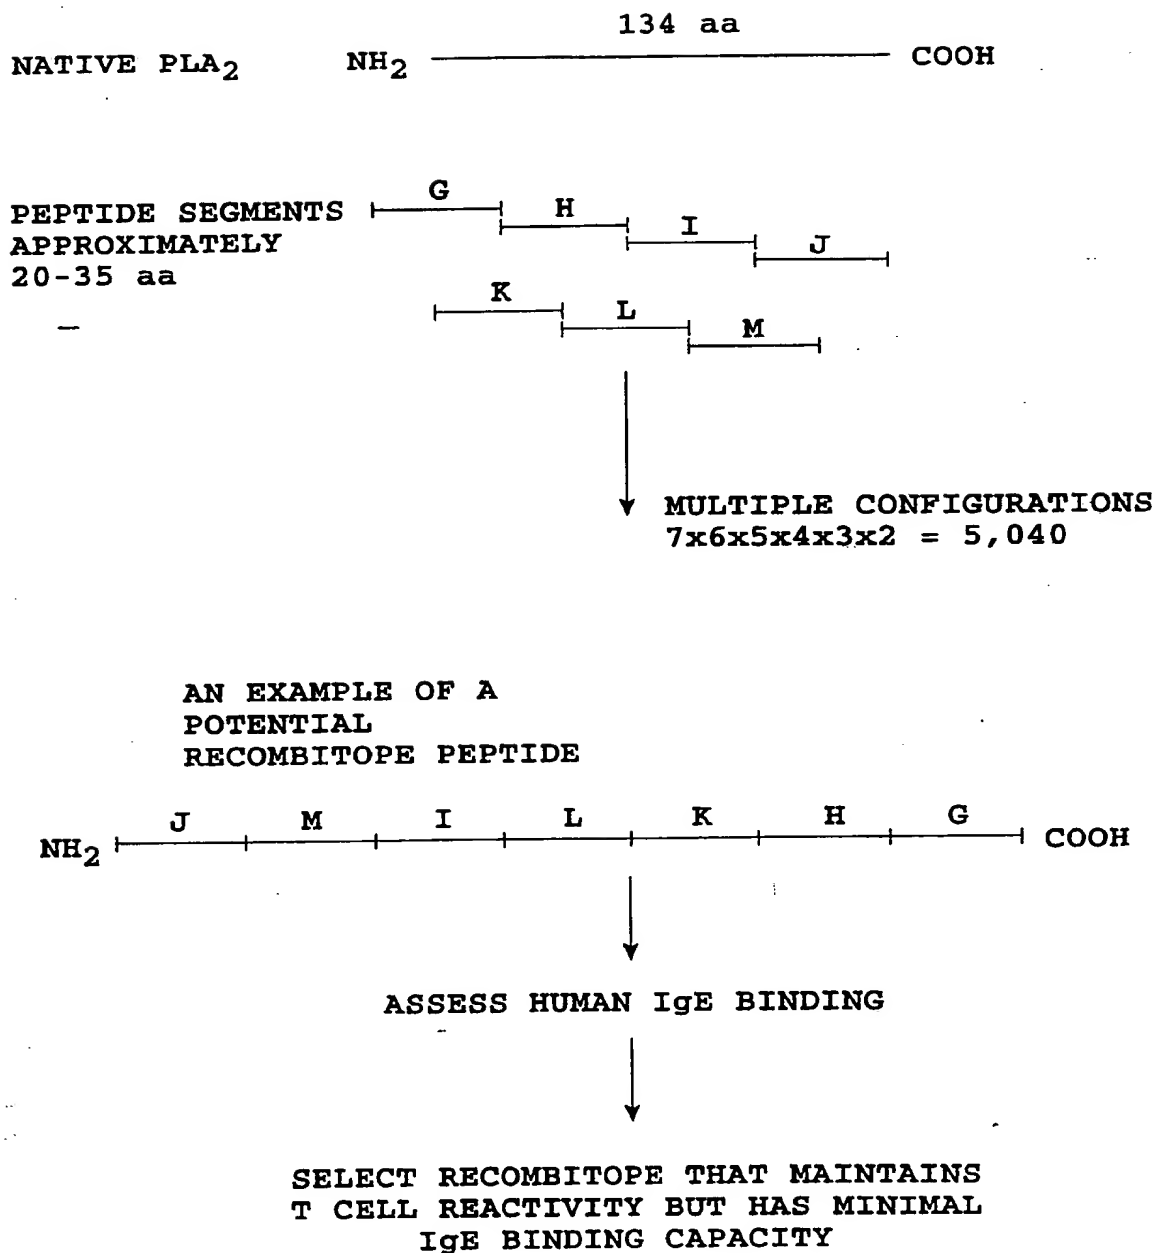 134 aa
NATIVE PLA2 NH2 COOH
G
H
I
J
PEPTIDE SEGMENTS
APPROXIMATELY
20-35 aa
K
L
M
MULTIPLE CONFIGURATIONS
7x6x5x4x3x2 = 5,040
AN EXAMPLE OF A
POTENTIAL
RECOMBITOPE PEPTIDE
J M I L K H G
NH2 COOH
ASSESS HUMAN IgE BINDING
SELECT RECOMBITOPE THAT MAINTAINS
T CELL REACTIVITY BUT HAS MINIMAL
IgE BINDING CAPACITY